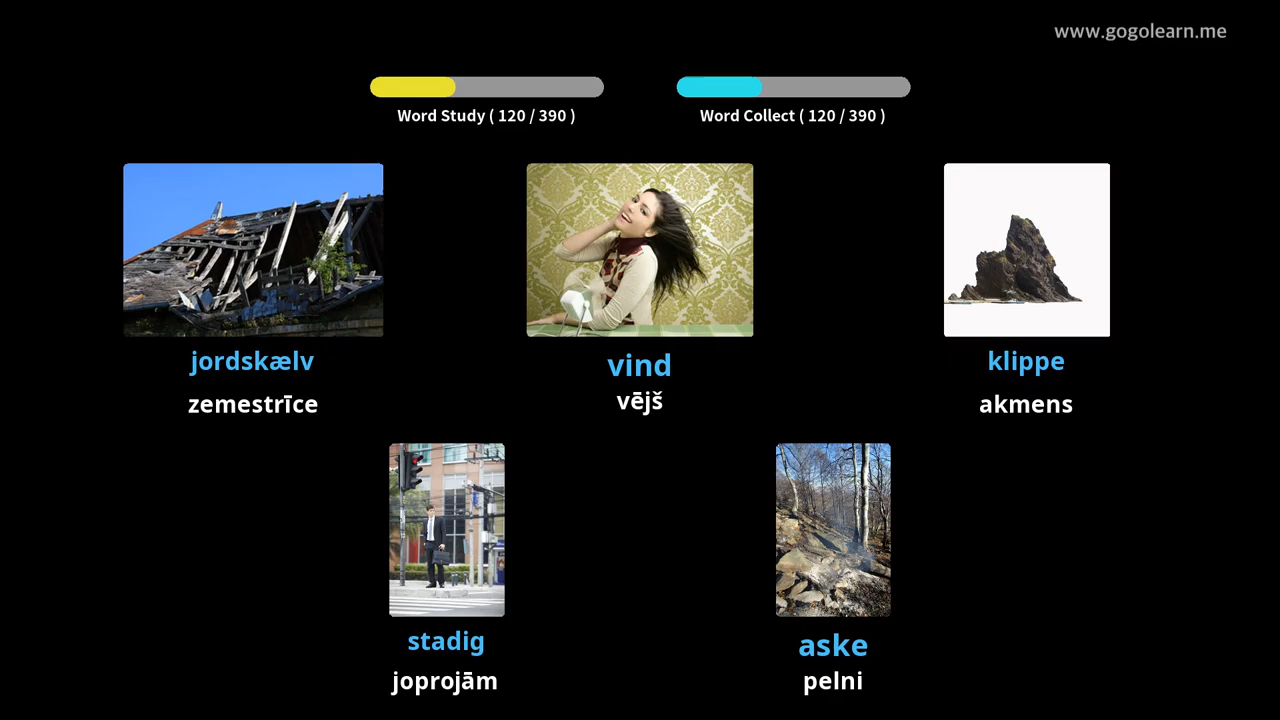 www.gogolearn.me
Word Study ( 120 / 390 )
Word Collect ( 120 / 390 )
jordskælv
zemestrīce
vind
vējš
klippe
akmens
stadig
joprojām
aske
pelni